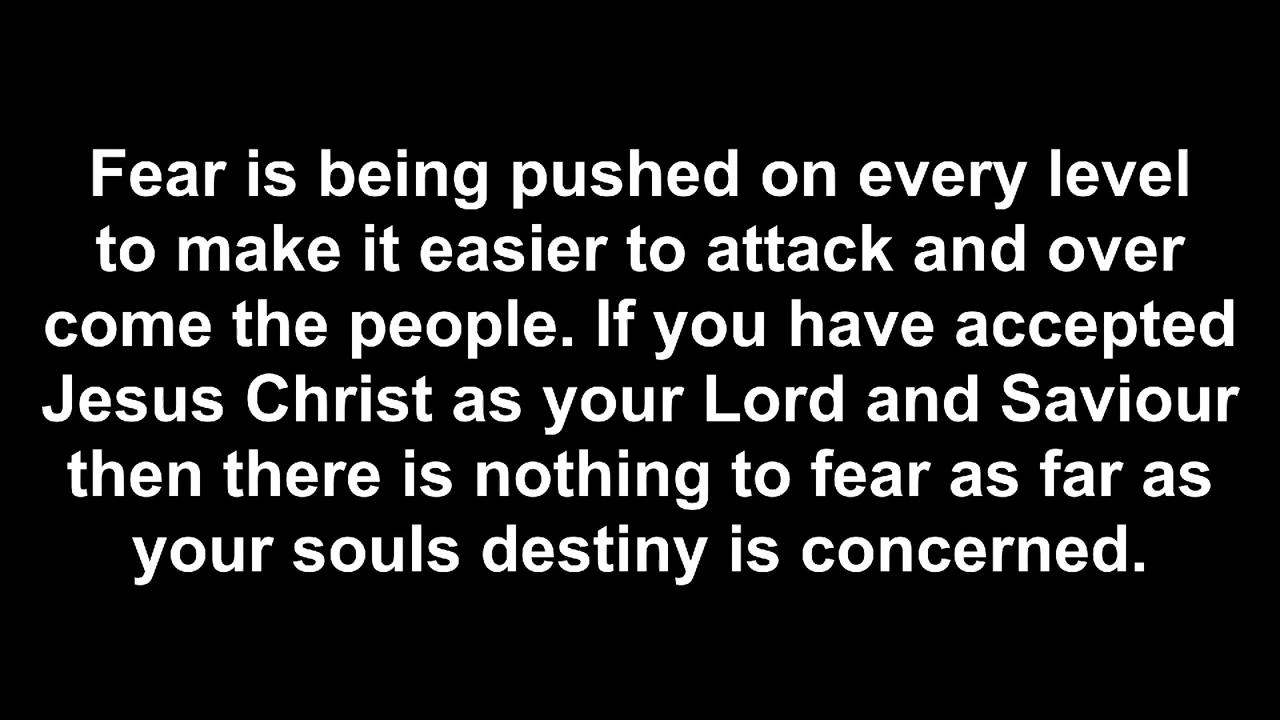 Fear is being pushed on every level
to make it easier to attack and over
come the people. If you have accepted
Jesus Christ as your Lord and Saviour
then there is nothing to fear as far as
your souls destiny is concerned.